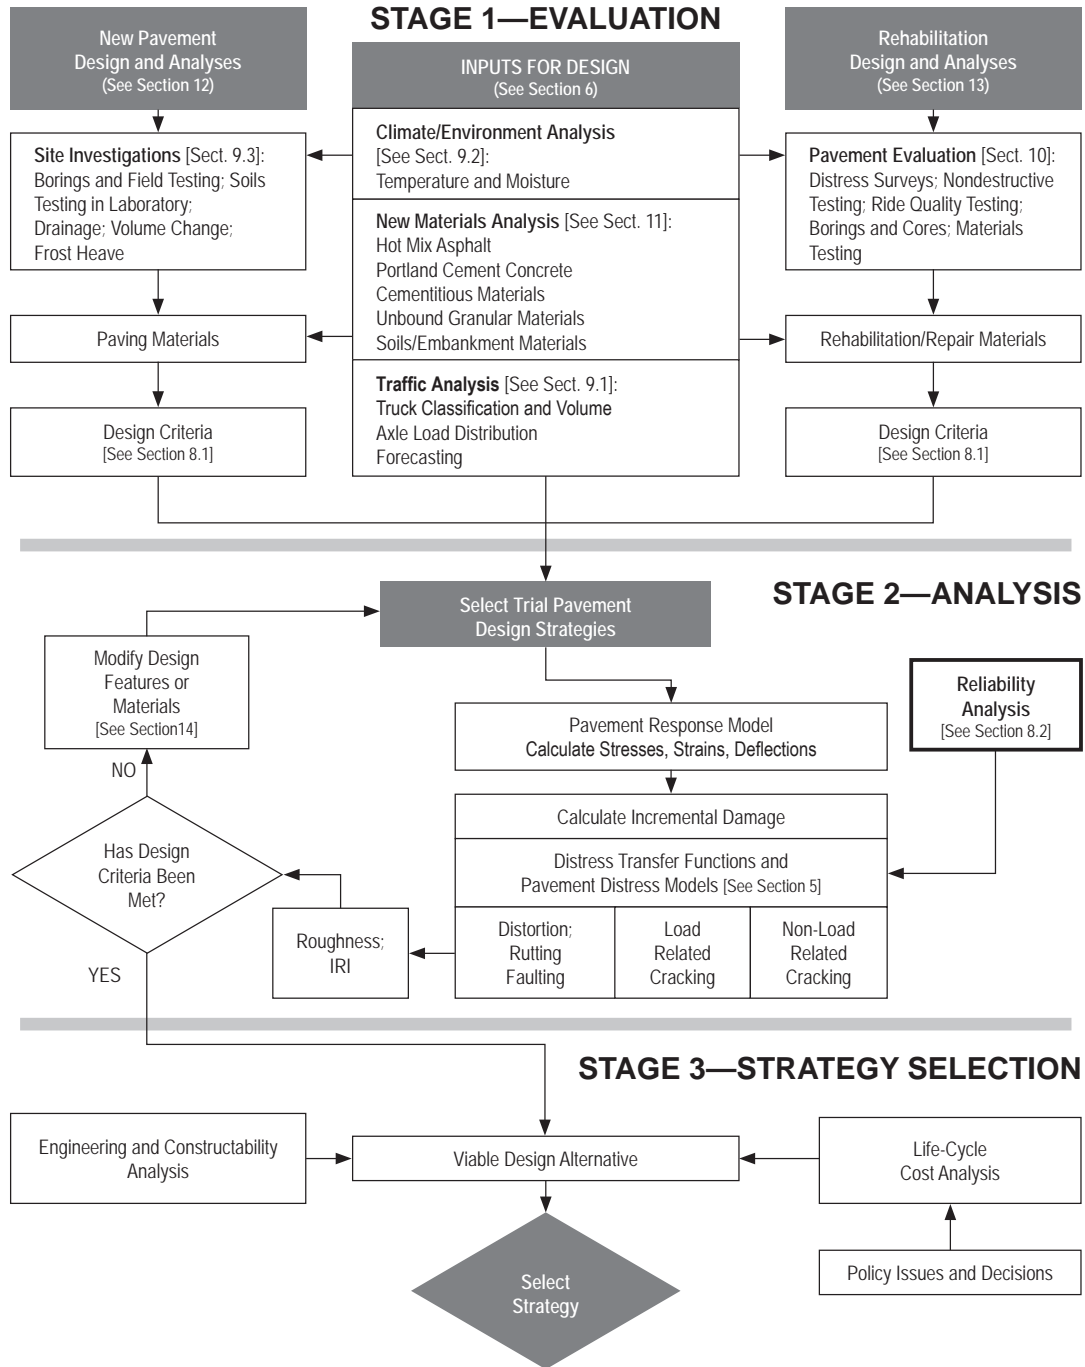 STAGE 1—EVALUATION
New Pavement
Design and Analyses
(See Section 12)
INPUTS FOR DESIGN
(See Section 6)
Rehabilitation
Design and Analyses
(See Section 13)
Site Investigations [Sect. 9.3]:
Borings and Field Testing; Soils
Testing in Laboratory;
Drainage; Volume Change;
Frost Heave
Climate/Environment Analysis
[See Sect. 9.2]:
Temperature and Moisture
Pavement Evaluation [Sect. 10]:
Distress Surveys; Nondestructive
Testing; Ride Quality Testing;
Borings and Cores; Materials
Testing
New Materials Analysis [See Sect. 11]:
Hot Mix Asphalt
Portland Cement Concrete
Cementitious Materials
Unbound Granular Materials
Soils/Embankment Materials
Paving Materials
Rehabilitation/Repair Materials
Traffic Analysis [See Sect. 9.1]:
Truck Classification and Volume
Axle Load Distribution
Forecasting
Design Criteria
[See Section 8.1]
Design Criteria
[See Section 8.1]
STAGE 2—ANALYSIS
Select Trial Pavement
Design Strategies
Modify Design
Features or
Materials
[See Section14]
Reliability
Analysis
[See Section 8.2]
Pavement Response Model
Calculate Stresses, Strains, Deflections
NO
Calculate Incremental Damage
Has Design
Criteria Been
Met?
Distress Transfer Functions and
Pavement Distress Models [See Section 5]
Roughness;
IRI
Distortion;
Rutting
Faulting
Load
Related
Cracking
Non-Load
Related
Cracking
YES
STAGE 3—STRATEGY SELECTION
Engineering and Constructability
Analysis
Viable Design Alternative
Life-Cycle
Cost Analysis
Policy Issues and Decisions
Select
Strategy